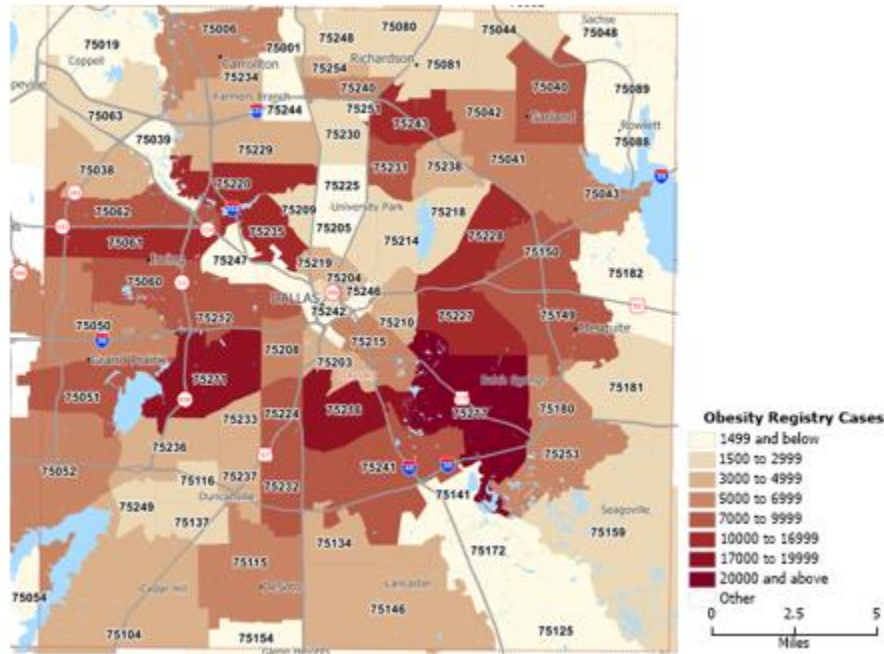 75006
75019
75001
75248
75080
75044
Sachse
75048
Coppell
Carrollton
Richardson
75254
75081
75234
75240
75040
75089
Farmers Branch
75244
75251
75243
75042
Garland
75063
75230
Rowlett
75088
75039
75229
75231
75238
75041
75038
75220
75225
75043
75062
75209
University Park
75218
75061
75235
75205
75214
75228
75150
Irving
75247
75219
75204
75182
75060
75246
DALLAS
75242
75050
75212
75210
75227
75149
Mesquite
75208
75215
Grand Prairie
75203
75211
Balch Springs
75181
75051
75224
75216
75217
75180
75233
75236
75241
75253
75052
75116
75237
75232
75141
Duncanville
75249
Seagoville
75137
75134
75159
75172
75115
75054
Cedar Hill
DeSoto
Lancaster
75146
75104
75154
75125
Glenn Heights
Obesity Registry Cases
1499 and below
1500 to 2999
3000 to 4999
5000 to 6999
7000 to 9999
10000 to 16999
17000 to 19999
20000 and above
Other
0 2.5 5
Miles